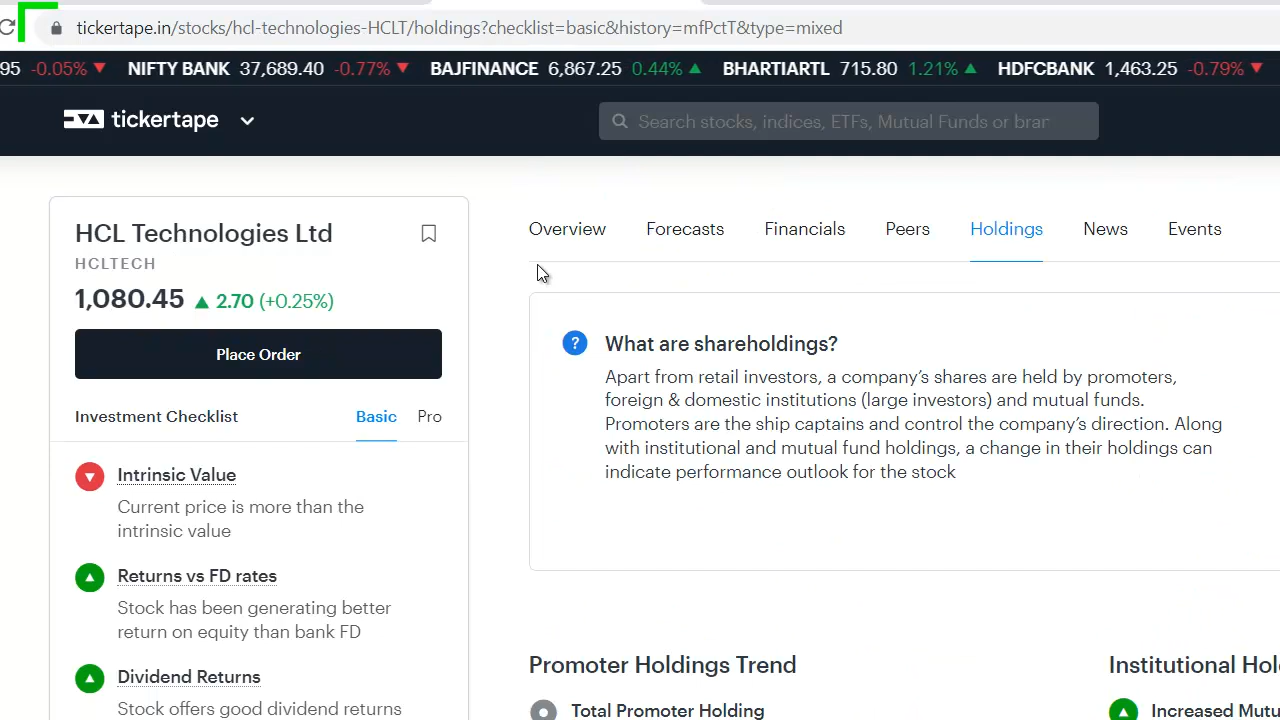 tickertape.in/stocks/hcl-technologies-HCLT/holdings?checklist=basic&history=mfPctT&type=mixed
95 -0.05% ▼ NIFTY BANK 37,689.40 -0.77% ▼ BAJFINANCE 6,867.25 0.44% ▲ BHARTIARTL 715.80 1.21% ▲ HDFCBANK 1,463.25 -0.79% ▼
tickertape
Search stocks, indices, ETFs, Mutual Funds or brar
HCL Technologies Ltd
HCLTECH
1,080.45 ▲ 2.70 (+0.25%)
Place Order
Investment Checklist Basic Pro
Intrinsic Value
Current price is more than the
intrinsic value
Returns vs FD rates
Stock has been generating better
return on equity than bank FD
Dividend Returns
Stock offers good dividend returns
Overview Forecasts Financials Peers Holdings News Events
? What are shareholdings?
Apart from retail investors, a company’s shares are held by promoters,
foreign & domestic institutions (large investors) and mutual funds.
Promoters are the ship captains and control the company’s direction. Along
with institutional and mutual fund holdings, a change in their holdings can
indicate performance outlook for the stock
Promoter Holdings Trend
Total Promoter Holding
Institutional Hol
Increased Mutu